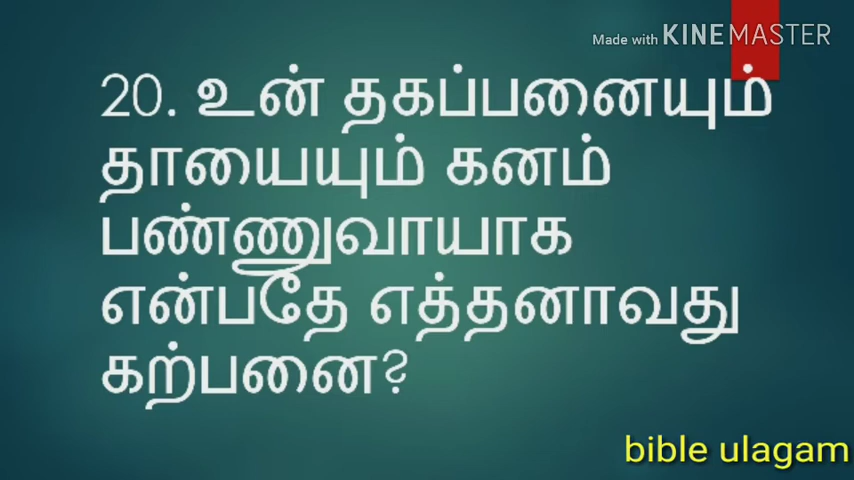 Made with KINEMASTER
20. உன் தகப்பனையும்
தாயையும் கனம்
பண்ணுவாயாக
என்பதே எத்தனாவது
கற்பனை?
bible ulagam